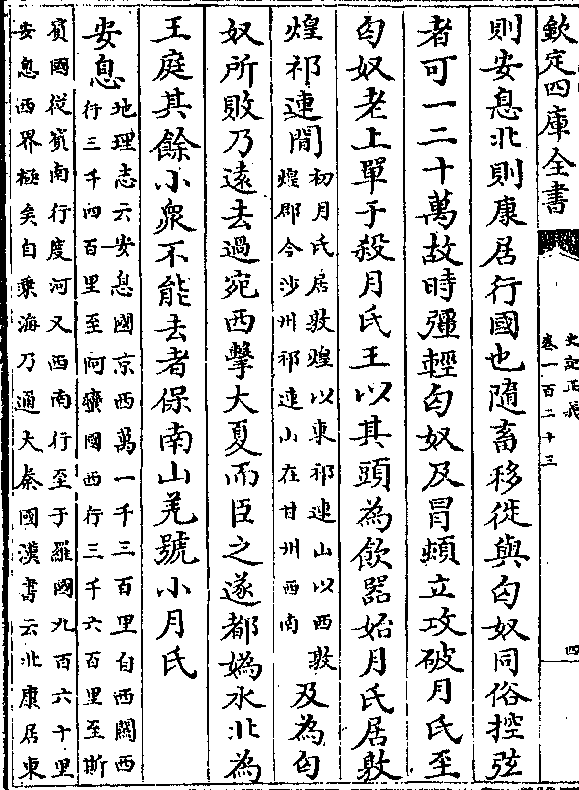 欽定四庫全書
史記正義
卷一百二十三
四
則安息北則康居行國也隨畜移徙與匈奴同俗控弦
者可一二十萬故時彊輕匈奴及冒頓立攻破月氏至
匈奴老上單于殺月氏王以其頭為飲器始月氏居敦
煌祁連間
初月氏居敦煌以東祁連山以西敦
煌郡今沙州祁連山在甘州西南
及為匈
奴所敗乃遠去過宛西擊大夏而臣之遂都媯水北為
王庭其餘小衆不能去者保南山羌號小月氏
安息
地理志云安息國京西萬一千三百里自西關西
行三千四百里至阿礦國西行三千六百里至斯
賓國從賓南行度河又西南行至于羅國九百六十里
安息西界極矣自乗海乃通大秦國漢書云北康居東